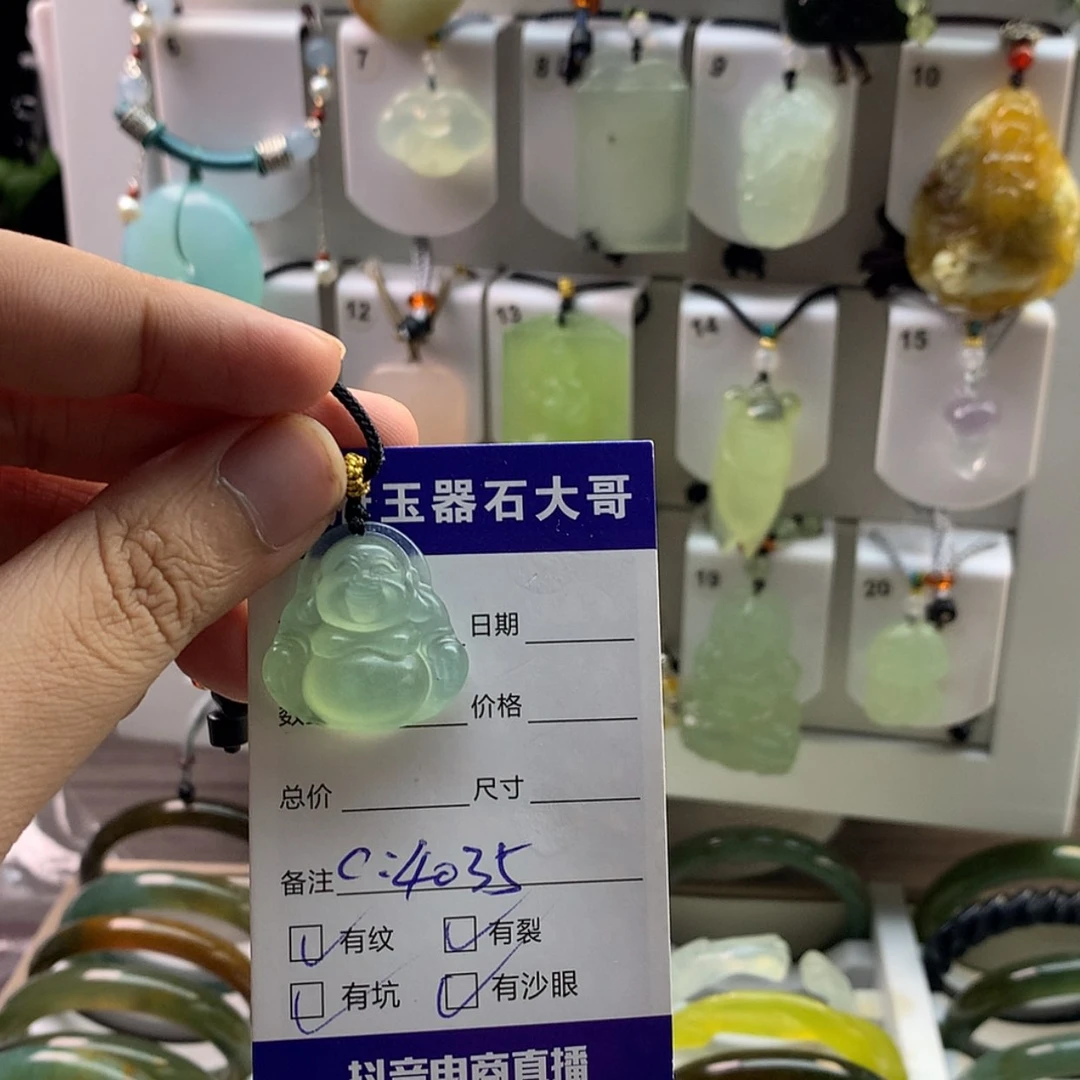 6 7 8 9 10
12 13 14 15
19 20
玉器石大哥
日期
价格
总价 尺寸
备注 C:4035
有纹 有裂
有坑 有沙眼
抖音电商直播